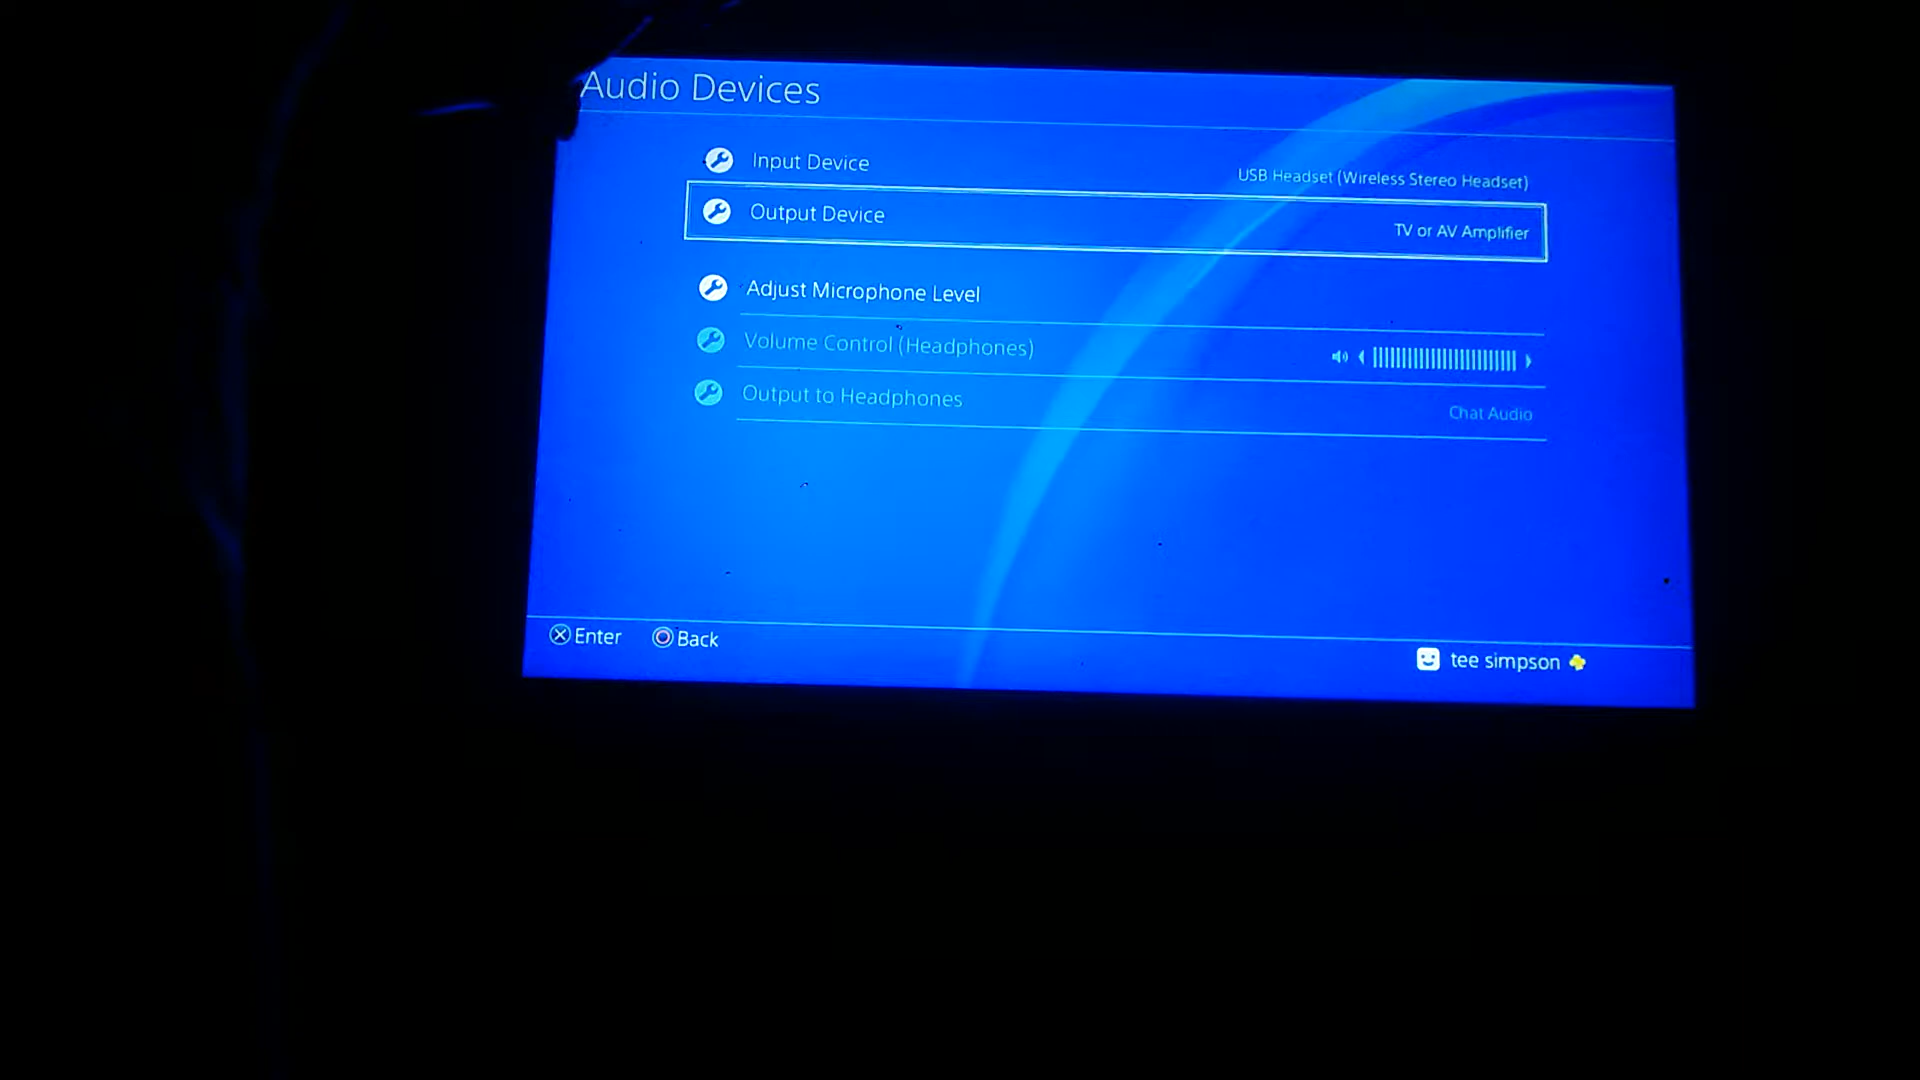 Audio Devices
Input Device USB Headset (Wireless Stereo Headset)
Output Device TV or AV Amplifier
Adjust Microphone Level
Volume Control (Headphones)
Output to Headphones Chat Audio
Enter Back tee simpson